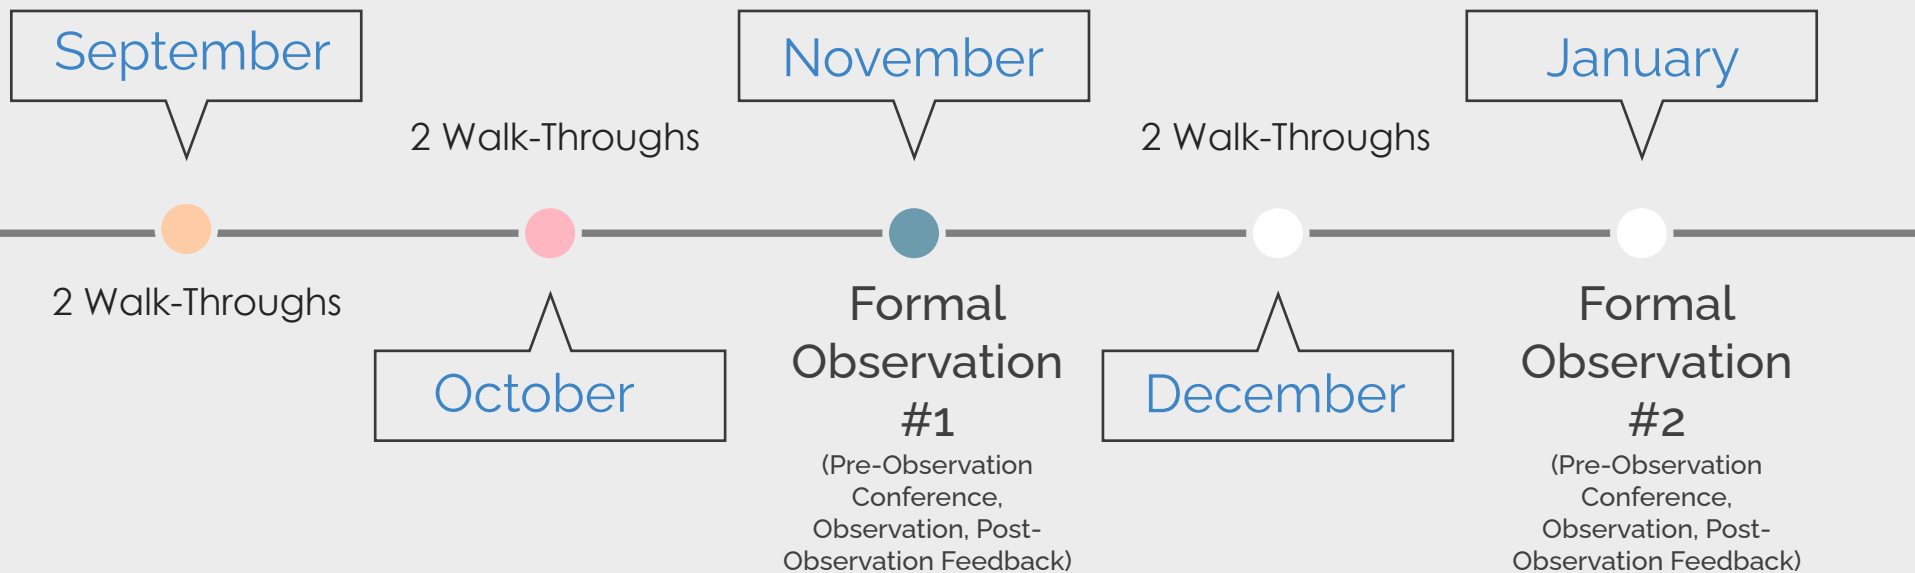 September
2 Walk-Throughs
2 Walk-Throughs
October
November
Formal
Observation
#1
(Pre-Observation
Conference,
Observation, Post-
Observation Feedback)
2 Walk-Throughs
December
January
Formal
Observation
#2
(Pre-Observation
Conference,
Observation, Post-
Observation Feedback)